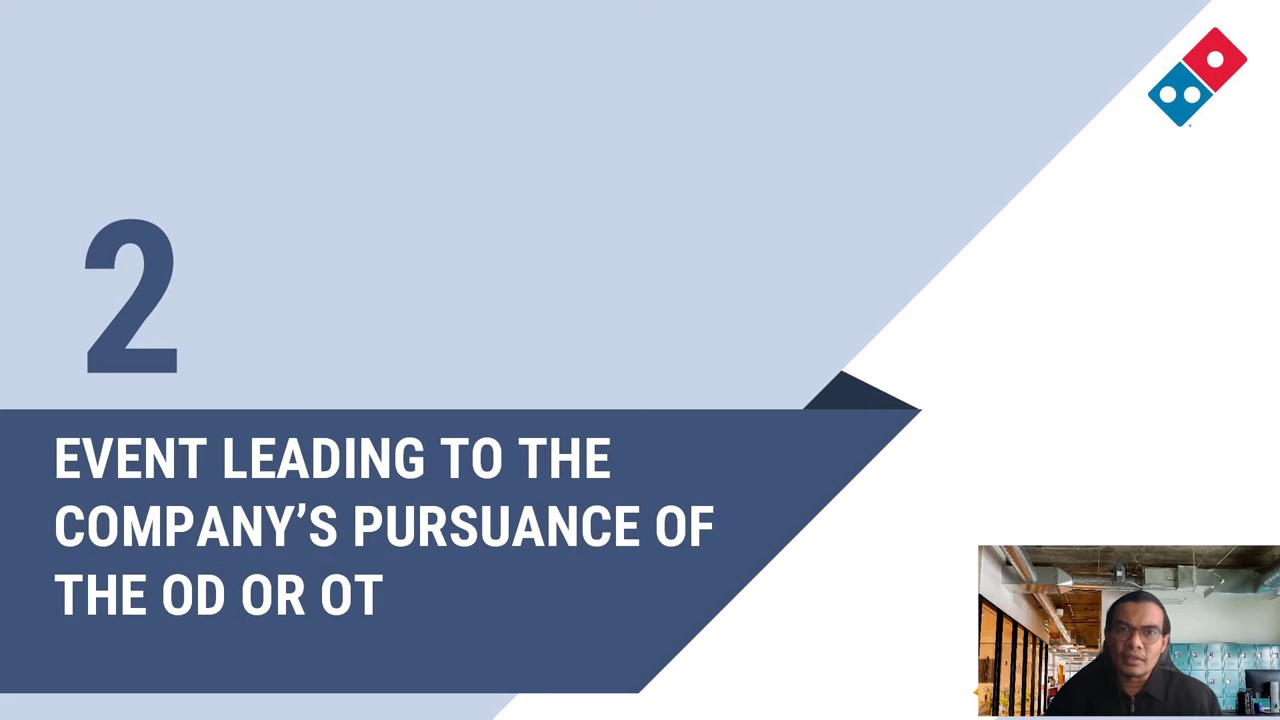 2
EVENT LEADING TO THE
COMPANY’S PURSUANCE OF
THE OD OR OT